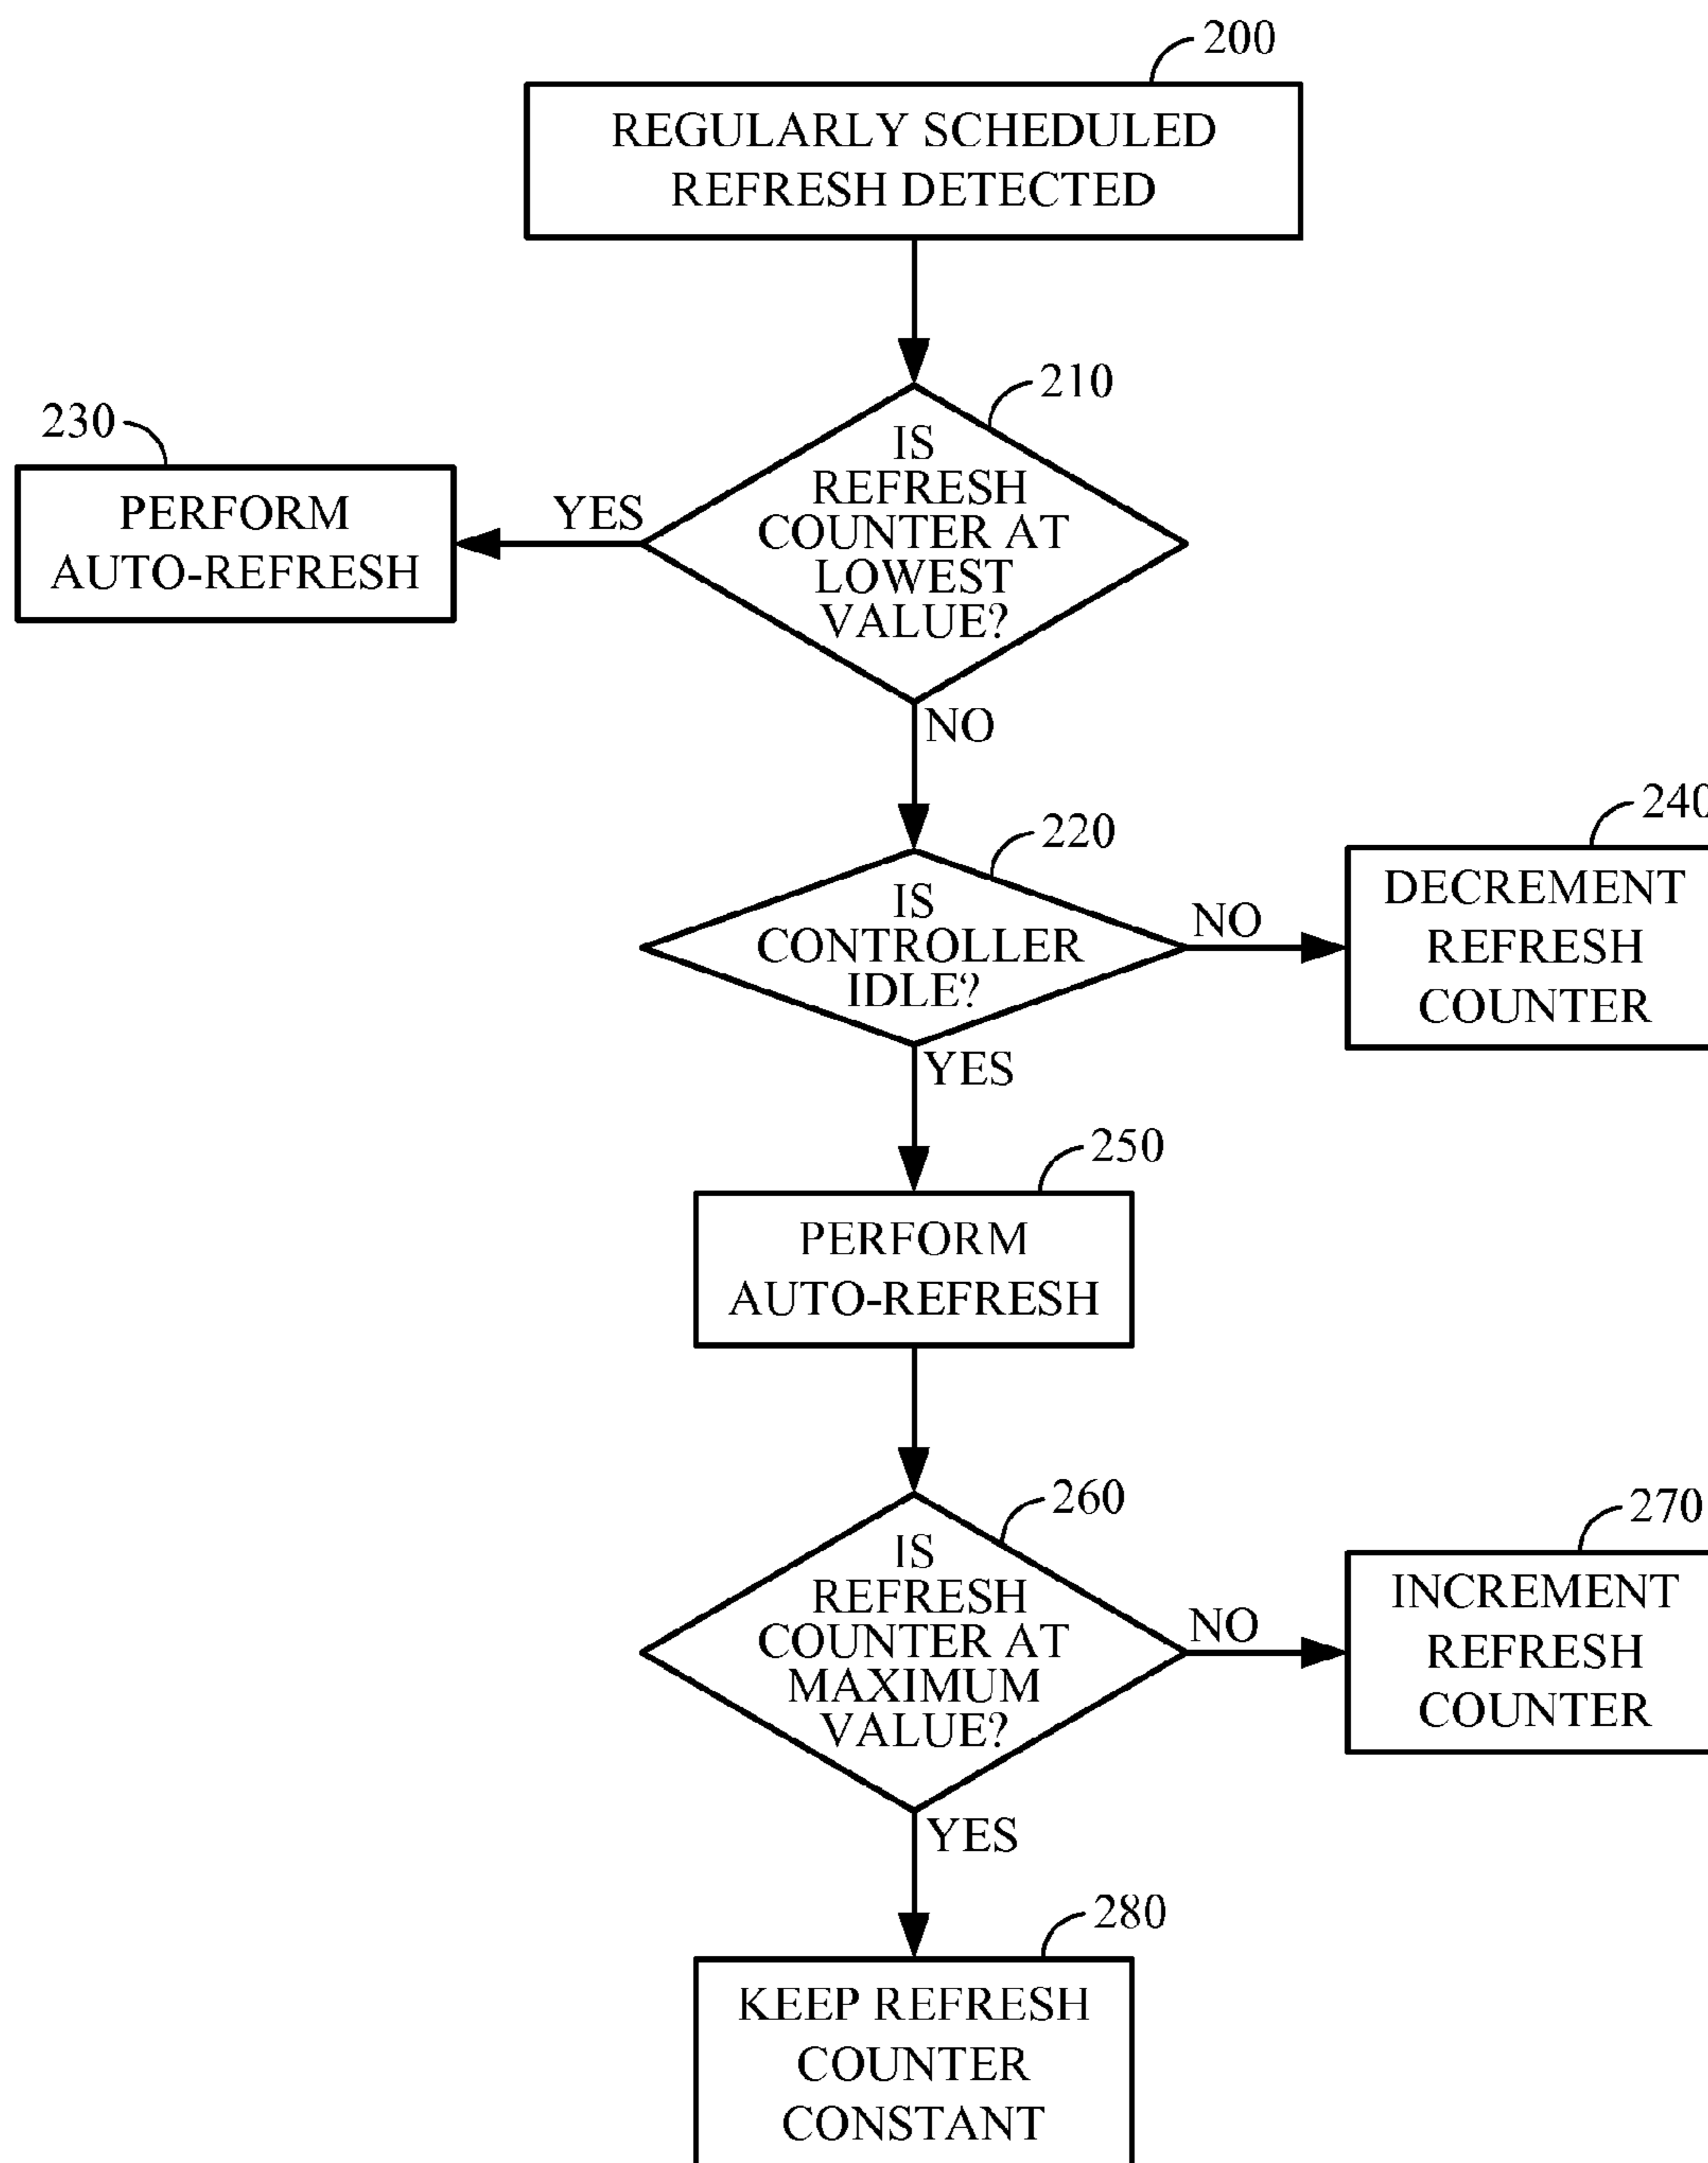 200
REGULARLY SCHEDULED
REFRESH DETECTED
210
IS
REFRESH
COUNTER AT
LOWEST
VALUE?
YES
230
PERFORM
AUTO-REFRESH
NO
220
IS
CONTROLLER
IDLE?
NO
240
DECREMENT
REFRESH
COUNTER
YES
250
PERFORM
AUTO-REFRESH
260
IS
REFRESH
COUNTER AT
MAXIMUM
VALUE?
NO
270
INCREMENT
REFRESH
COUNTER
YES
280
KEEP REFRESH
COUNTER
CONSTANT